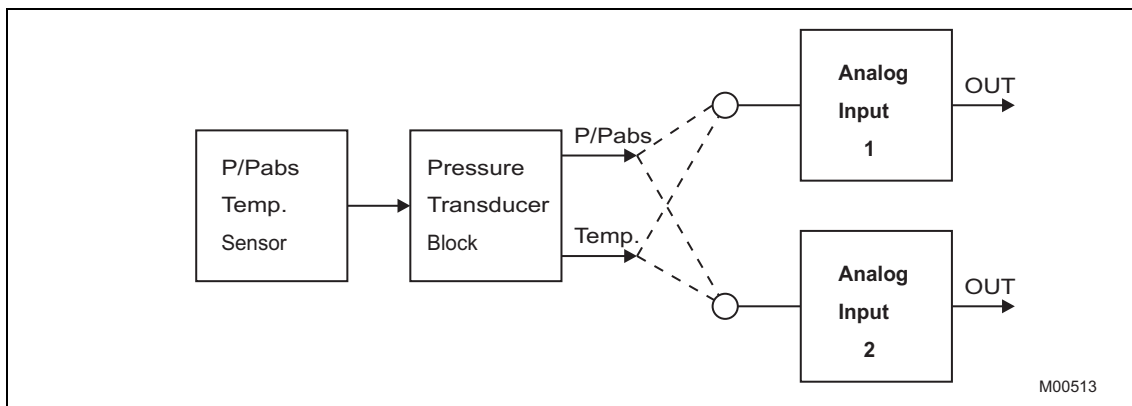 P/Pabs
Temp.
Sensor
Pressure
Transducer
Block
P/Pabs
Temp.
Analog
Input
1
OUT
Analog
Input
2
OUT
M00513